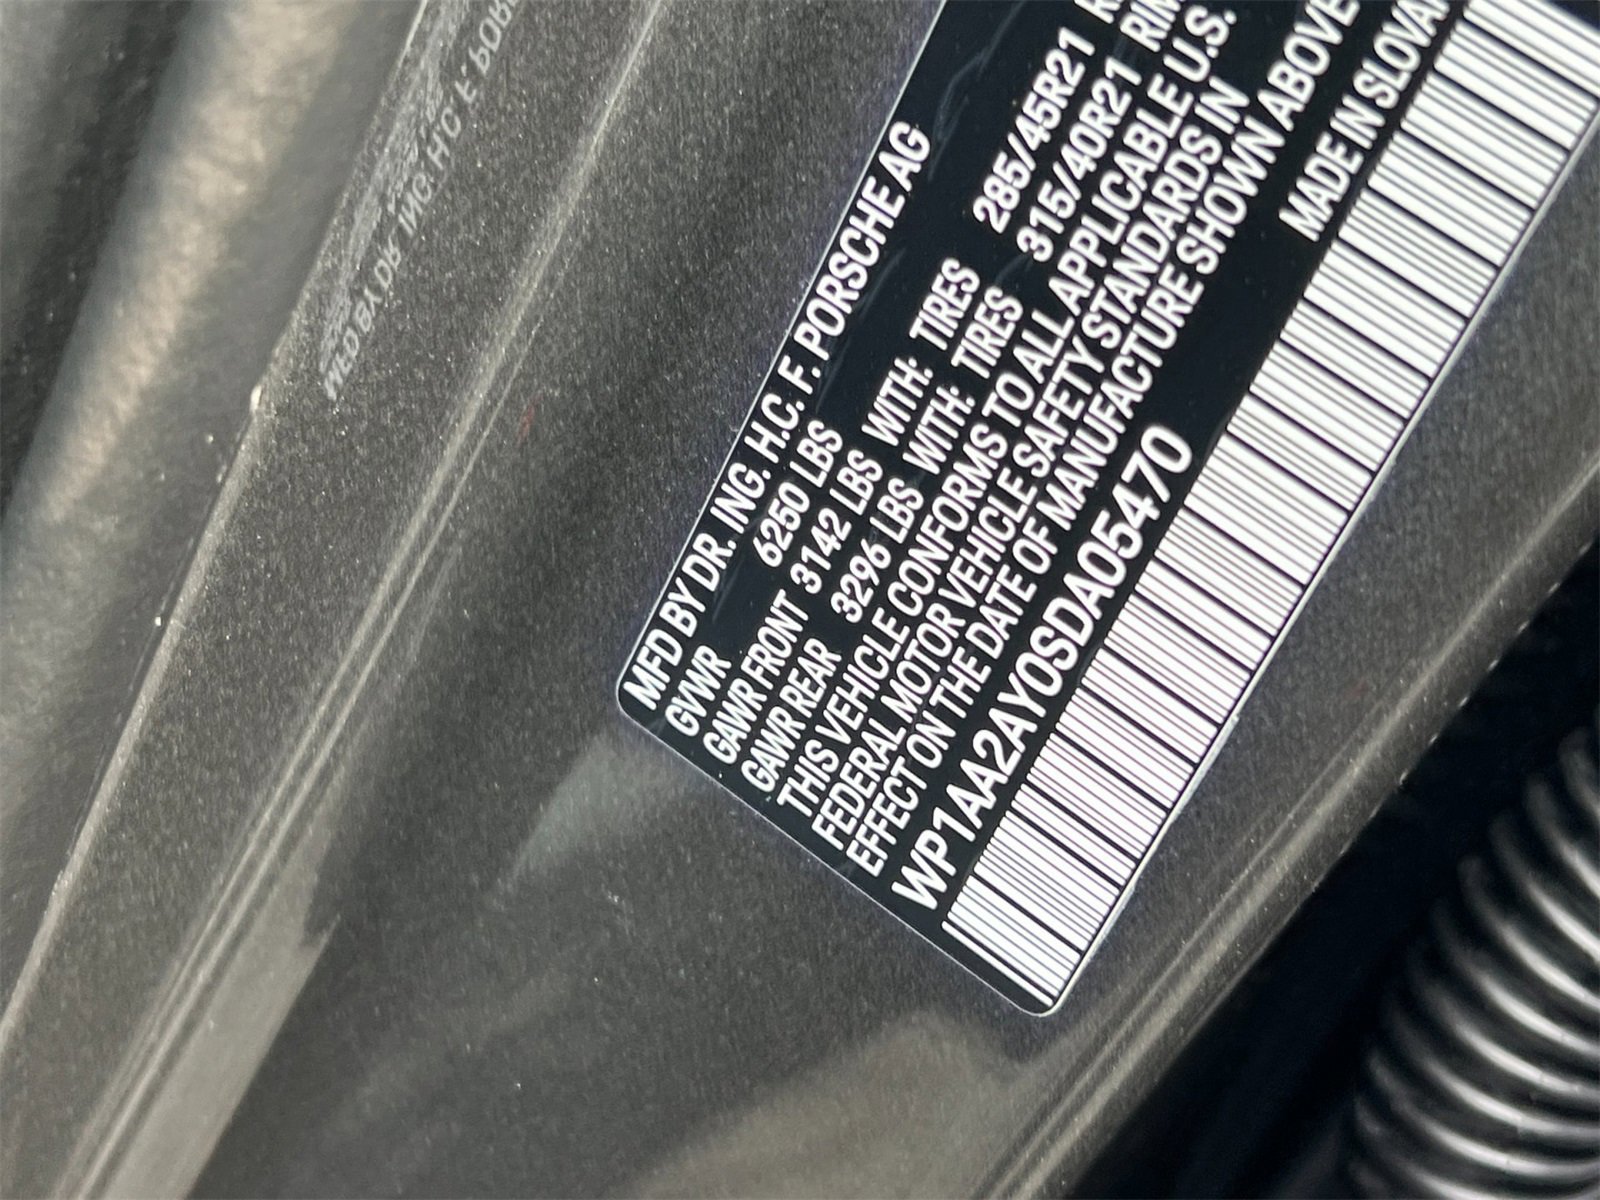 MFD BY DR. ING. H.C. F. PORSCHE AG
GVWR 6250 LBS
GAWR FRONT 3142 LBS WITH: TIRES 285/45R21
GAWR REAR 3296 LBS WITH: TIRES 315/40R21 RIM
THIS VEHICLE CONFORMS TO ALL APPLICABLE U.S.
FEDERAL MOTOR VEHICLE SAFETY STANDARDS IN
EFFECT ON THE DATE OF MANUFACTURE SHOWN ABOVE
WP1AA2AY0SDA05470 MADE IN SLOVA